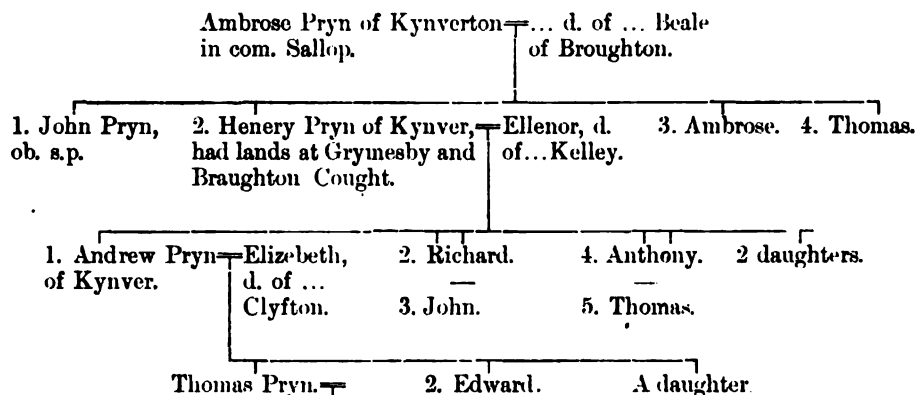 Ambrose Pryn of Kynverton = ... d. of ... Beale
in com. Sallop. of Broughton.
1. John Pryn, 2. Henery Pryn of Kynver, = Ellenor, d. 3. Ambrose. 4. Thomas.
ob. s.p. had lands at Grymesby and of ... Kelley.
Braughton Cought.
1. Andrew Pryn = Elizebeth, 2. Richard. 4. Anthony. 2 daughters.
of Kynver. d. of ... — —
Clyfton. 3. John. 5. Thomas.
Thomas Pryn. = 2. Edward. A daughter